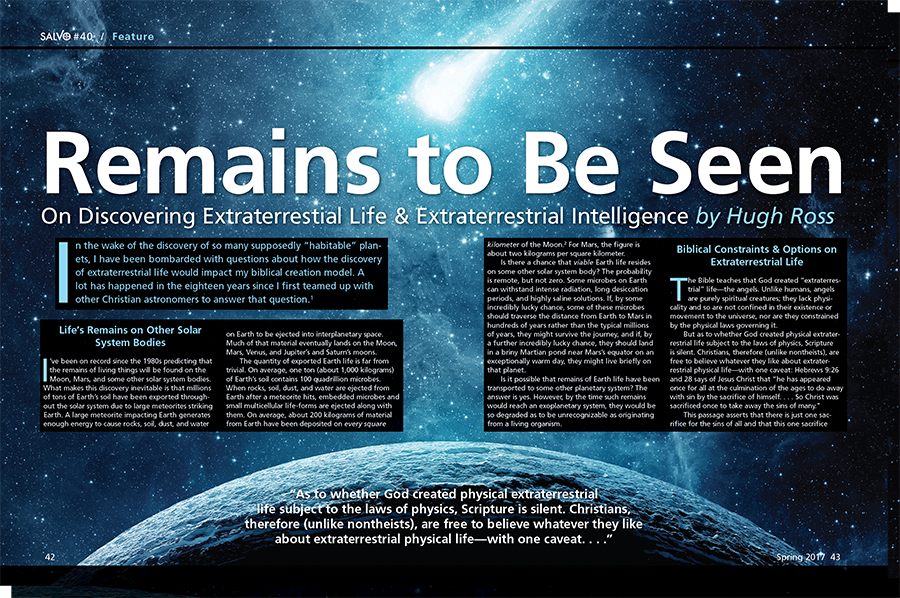 SALVO #40 / Feature
Remains to Be Seen
On Discovering Extraterrestial Life & Extraterrestrial Intelligence by Hugh Ross
In the wake of the discovery of so many supposedly “habitable” plan-
ets, I have been bombarded with questions about how the discovery
of extraterrestrial life would impact my biblical creation model. A
lot has happened in the eighteen years since I first teamed up with
other Christian astronomers to answer that question.¹
Life’s Remains on Other Solar
System Bodies
I’ve been on record since the 1980s predicting that
the remains of living things will be found on the
Moon, Mars, and some other solar system bodies.
What makes this discovery inevitable is that millions
of tons of Earth’s soil have been exported through-
out the solar system due to large meteorites striking
Earth. A large meteorite impacting Earth generates
enough energy to cause rocks, soil, dust, and water
on Earth to be ejected into interplanetary space.
Much of that material eventually lands on the Moon,
Mars, Venus, and Jupiter’s and Saturn’s moons.
The quantity of exported Earth life is far from
trivial. On average, one ton (about 1,000 kilograms)
of Earth’s soil contains 100 quadrillion microbes.
When rocks, soil, dust, and water are ejected from
Earth after a meteorite hits, embedded microbes and
small multicellular life-forms are ejected along with
them. On average, about 200 kilograms of material
from Earth have been deposited on every square
kilometer of the Moon.² For Mars, the figure is
about two kilograms per square kilometer.
Is there a chance that viable Earth life resides
on some other solar system body? The probability
is remote, but not zero. Some microbes on Earth
can withstand intense radiation, long desiccation
periods, and highly saline solutions. If, by some
incredibly lucky chance, some of these microbes
should traverse the distance from Earth to Mars in
hundreds of years rather than the typical millions
of years, they might survive the journey, and if, by
a further incredibly lucky chance, they should land
in a briny Martian pond near Mars’s equator on an
exceptionally warm day, they might live briefly on
that planet.
Is it possible that remains of Earth life have been
transported to some other planetary system? The
answer is yes. However, by the time such remains
would reach an exoplanetary system, they would be
so degraded as to be unrecognizable as originating
from a living organism.
Biblical Constraints & Options on
Extraterrestrial Life
The Bible teaches that God created “extraterres-
trial” life—the angels. Unlike humans, angels
are purely spiritual creatures; they lack physi-
cality and so are not confined in their existence or
movement to the universe, nor are they constrained
by the physical laws governing it.
But as to whether God created physical extrater-
restrial life subject to the laws of physics, Scripture
is silent. Christians, therefore (unlike nontheists), are
free to believe whatever they like about extrater-
restrial physical life—with one caveat: Hebrews 9:26
and 28 says of Jesus Christ that “he has appeared
once for all at the culmination of the ages to do away
with sin by the sacrifice of himself. . . . So Christ was
sacrificed once to take away the sins of many.”
This passage asserts that there is just one sac-
rifice for the sins of all and that this one sacrifice
“As to whether God created physical extraterrestrial
life subject to the laws of physics, Scripture is silent. Christians,
therefore (unlike nontheists), are free to believe whatever they like
about extraterrestrial physical life—with one caveat. . . .”
42
Spring 2017 43